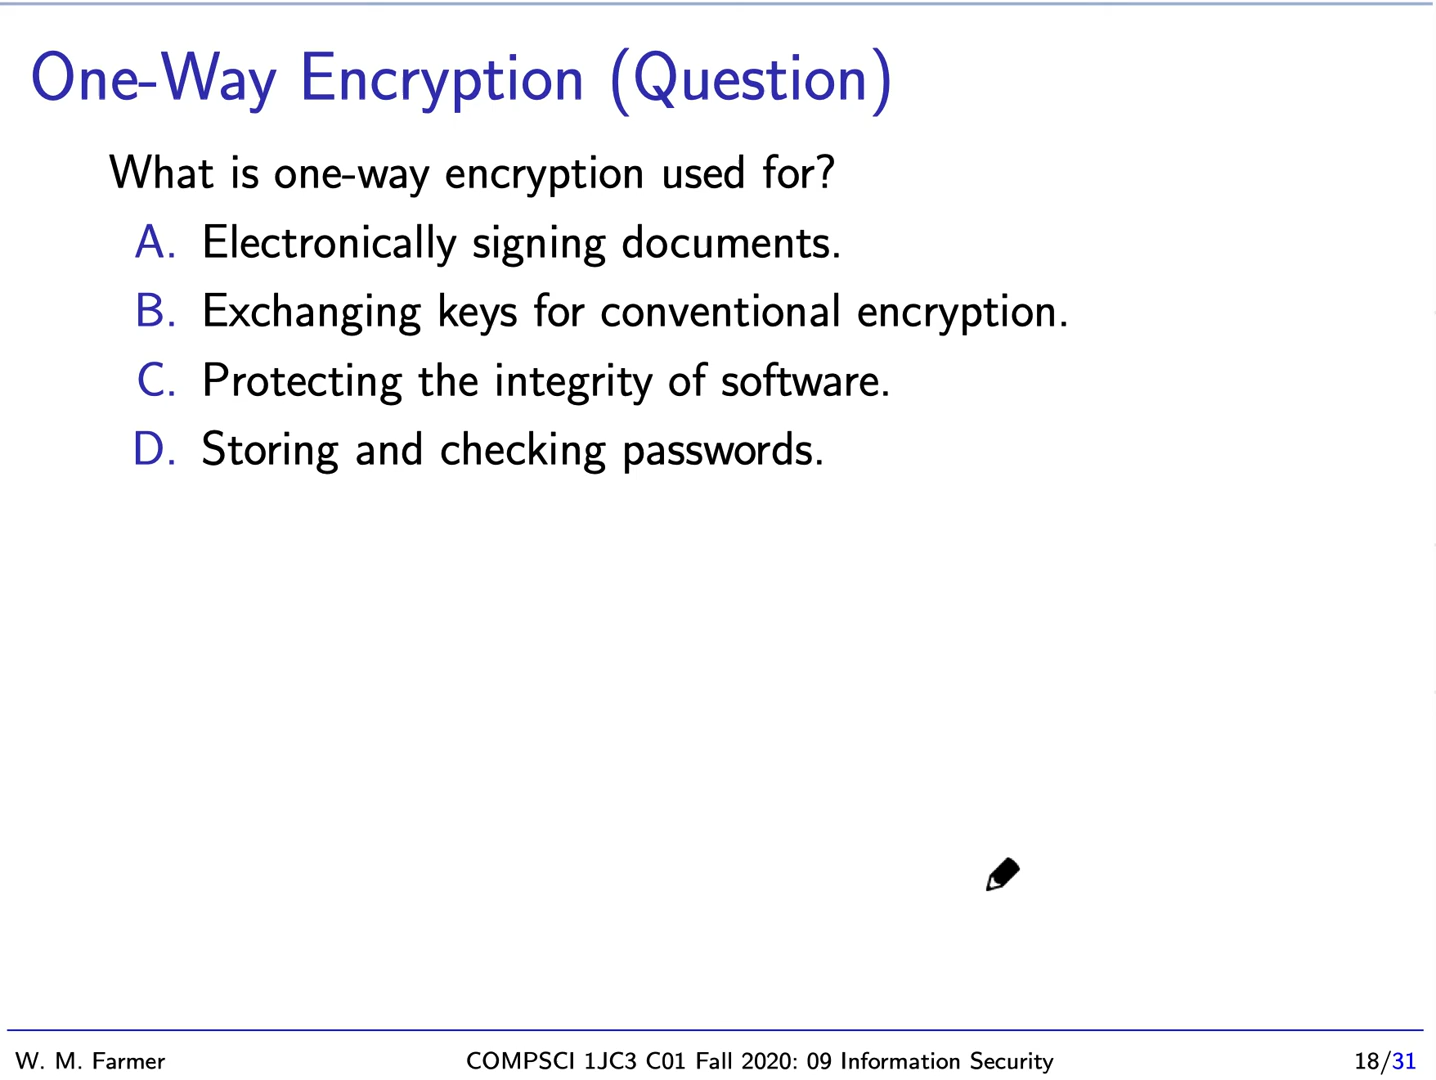 One-Way Encryption (Question)
What is one-way encryption used for?
A. Electronically signing documents.
B. Exchanging keys for conventional encryption.
C. Protecting the integrity of software.
D. Storing and checking passwords.
W. M. Farmer COMPSCI 1JC3 C01 Fall 2020: 09 Information Security 18/31